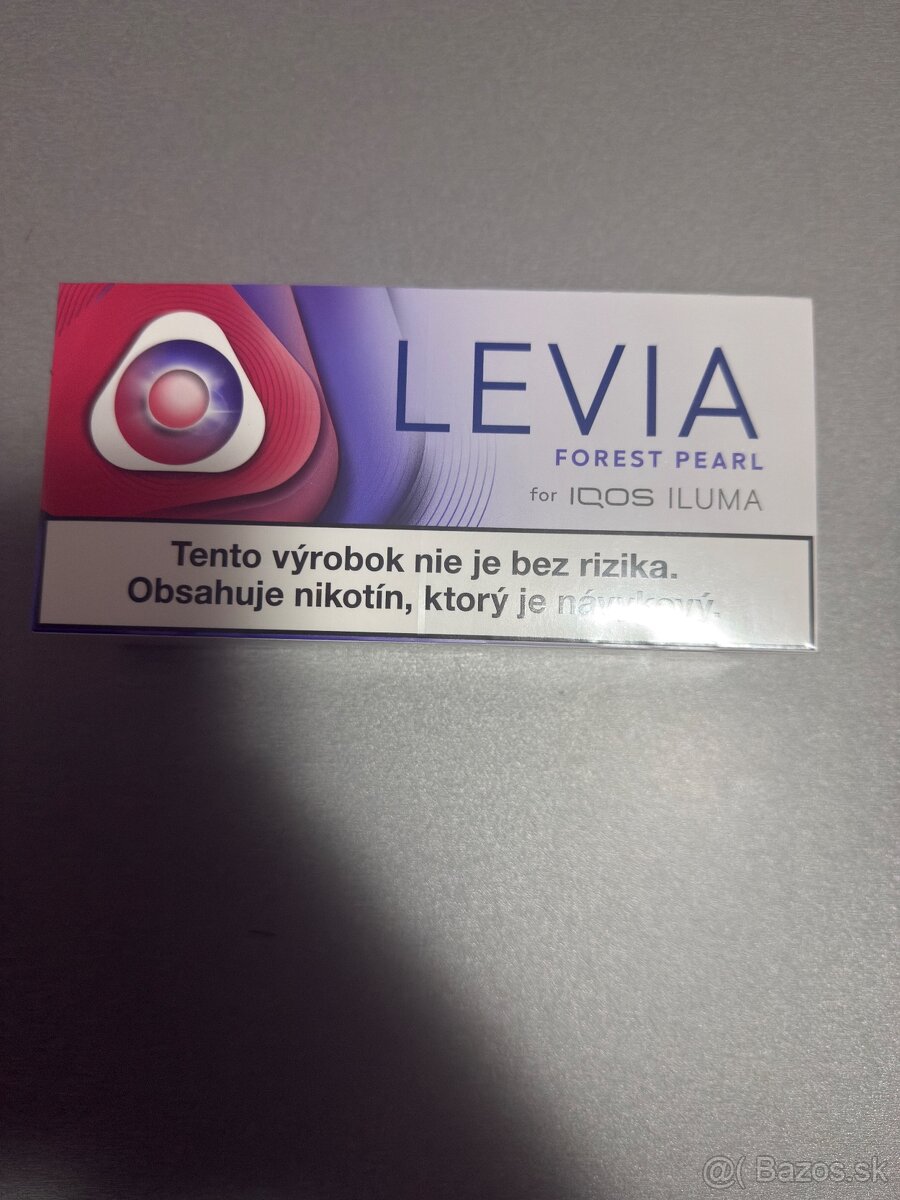 LEVIA
FOREST PEARL
for IQOS ILUMA
Tento výrobok nie je bez rizika.
Obsahuje nikotín, ktorý je návykový.
@( Bazos.sk